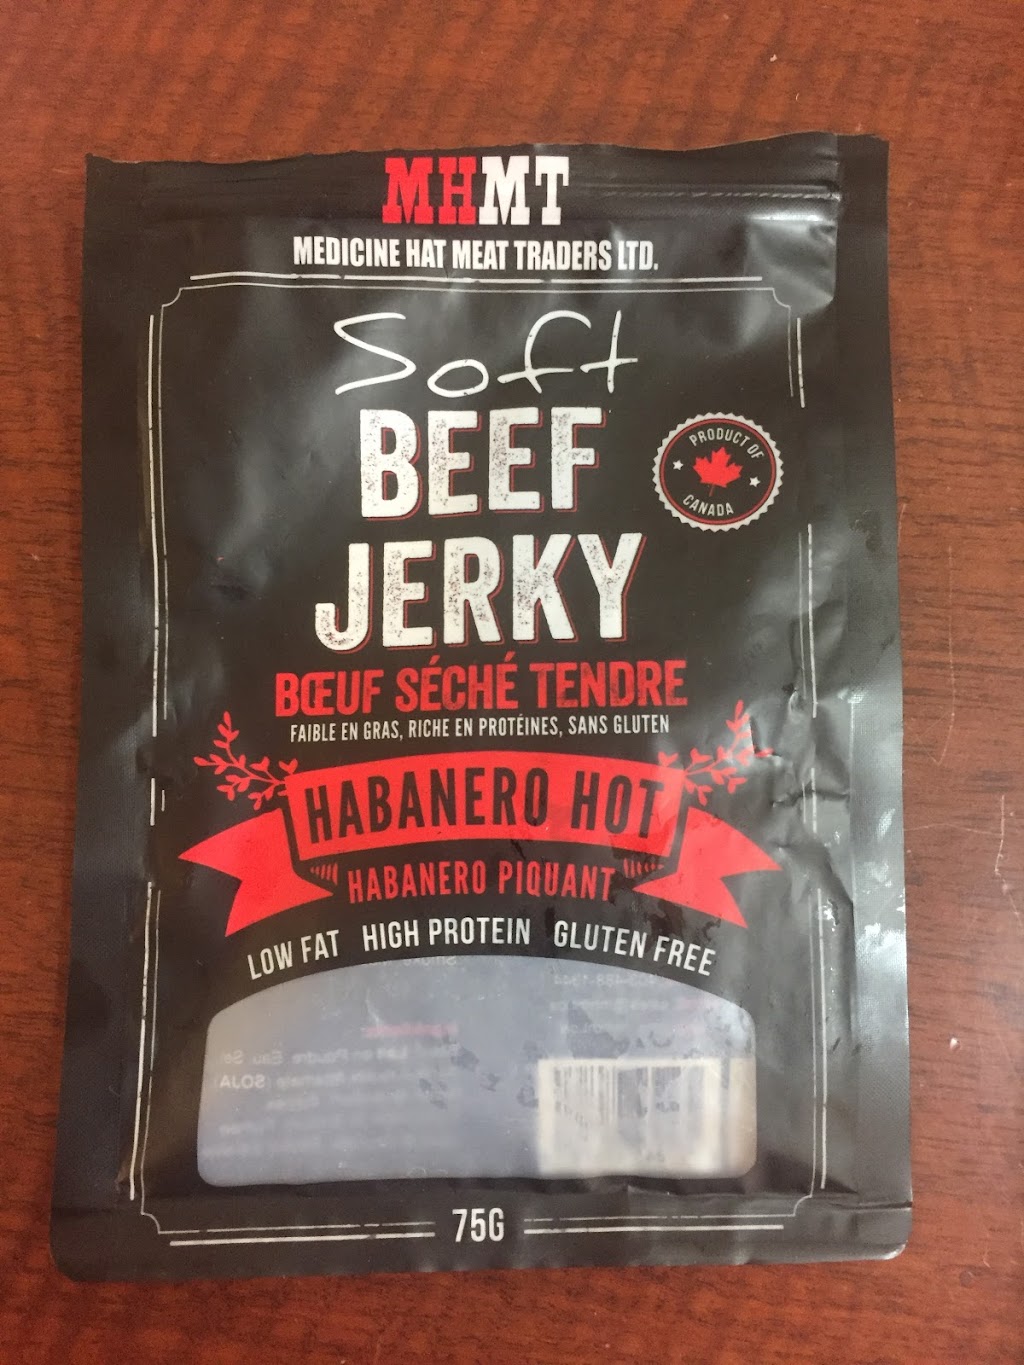 MHMT
MEDICINE HAT MEAT TRADERS LTD.
Soft
BEEF
JERKY
PRODUCT OF
CANADA
BŒUF SÉCHÉ TENDRE
FAIBLE EN GRAS, RICHE EN PROTÉINES, SANS GLUTEN
HABANERO HOT
HABANERO PIQUANT
LOW FAT HIGH PROTEIN GLUTEN FREE
75G